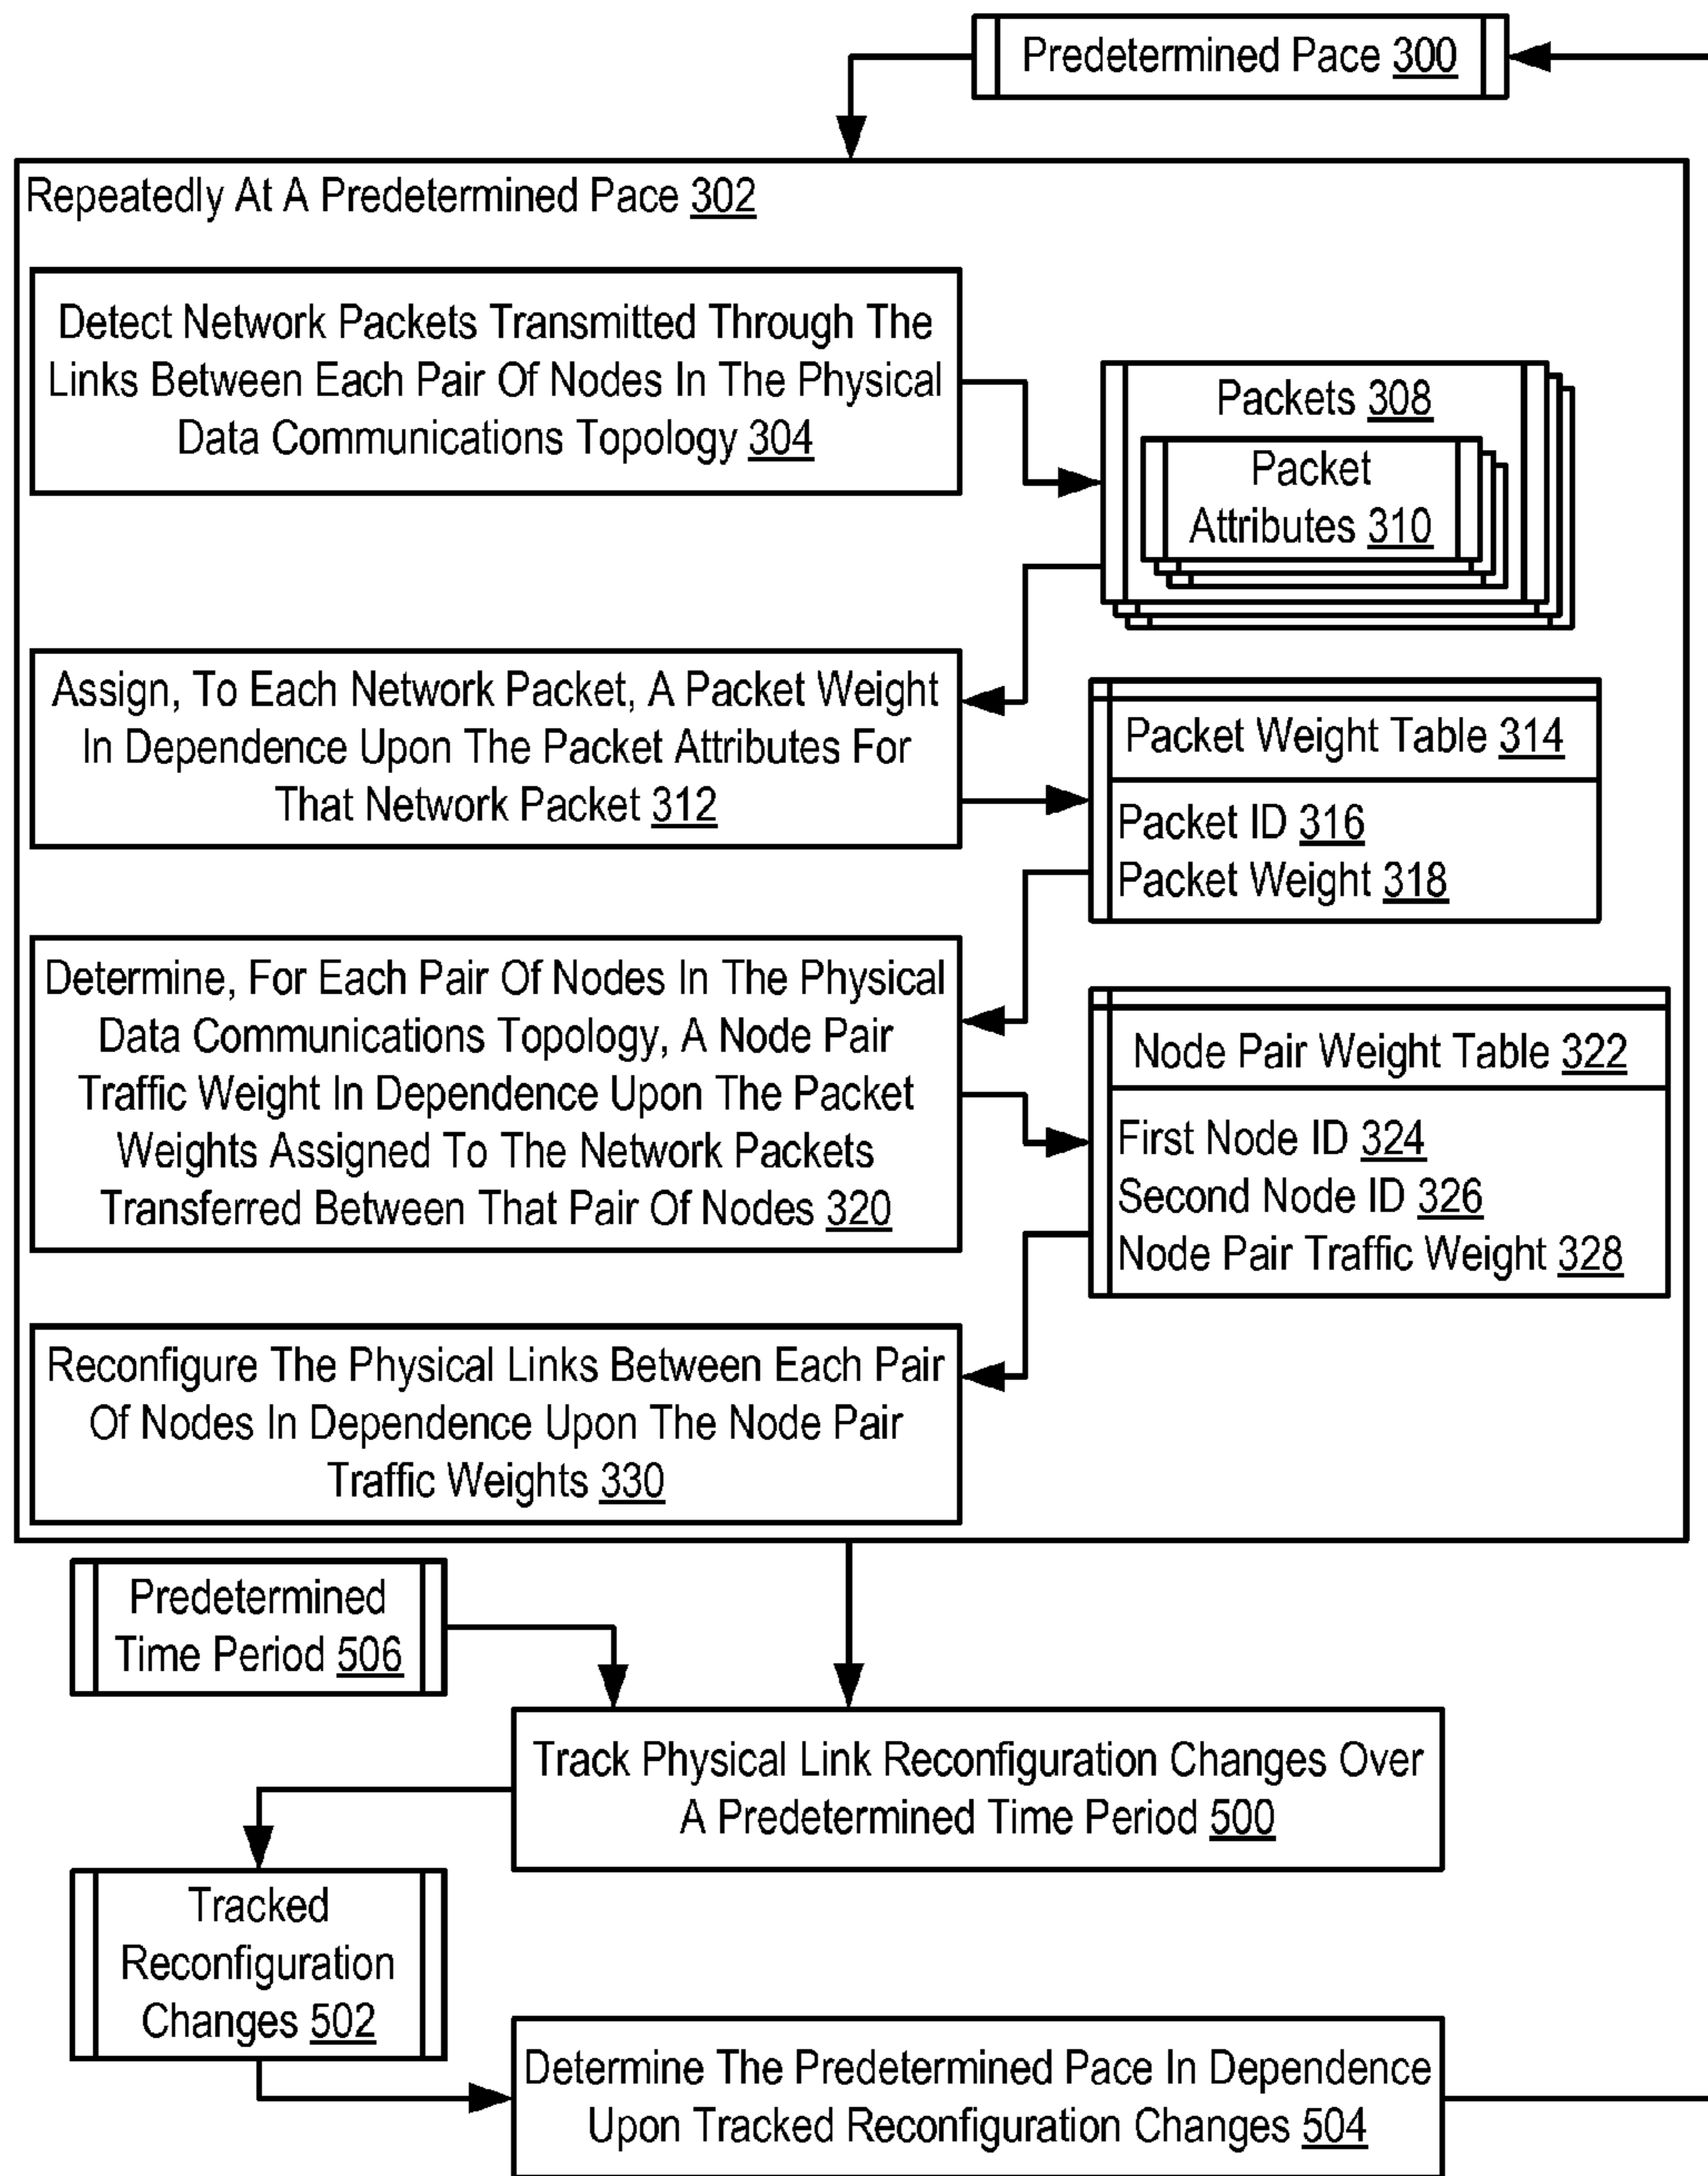 Predetermined Pace 300
Repeatedly At A Predetermined Pace 302
Detect Network Packets Transmitted Through The
Links Between Each Pair Of Nodes In The Physical
Data Communications Topology 304
Packets 308
Packet
Attributes 310
Assign, To Each Network Packet, A Packet Weight
In Dependence Upon The Packet Attributes For
That Network Packet 312
Packet Weight Table 314
Packet ID 316
Packet Weight 318
Determine, For Each Pair Of Nodes In The Physical
Data Communications Topology, A Node Pair
Traffic Weight In Dependence Upon The Packet
Weights Assigned To The Network Packets
Transferred Between That Pair Of Nodes 320
Node Pair Weight Table 322
First Node ID 324
Second Node ID 326
Node Pair Traffic Weight 328
Reconfigure The Physical Links Between Each Pair
Of Nodes In Dependence Upon The Node Pair
Traffic Weights 330
Predetermined
Time Period 506
Track Physical Link Reconfiguration Changes Over
A Predetermined Time Period 500
Tracked
Reconfiguration
Changes 502
Determine The Predetermined Pace In Dependence
Upon Tracked Reconfiguration Changes 504